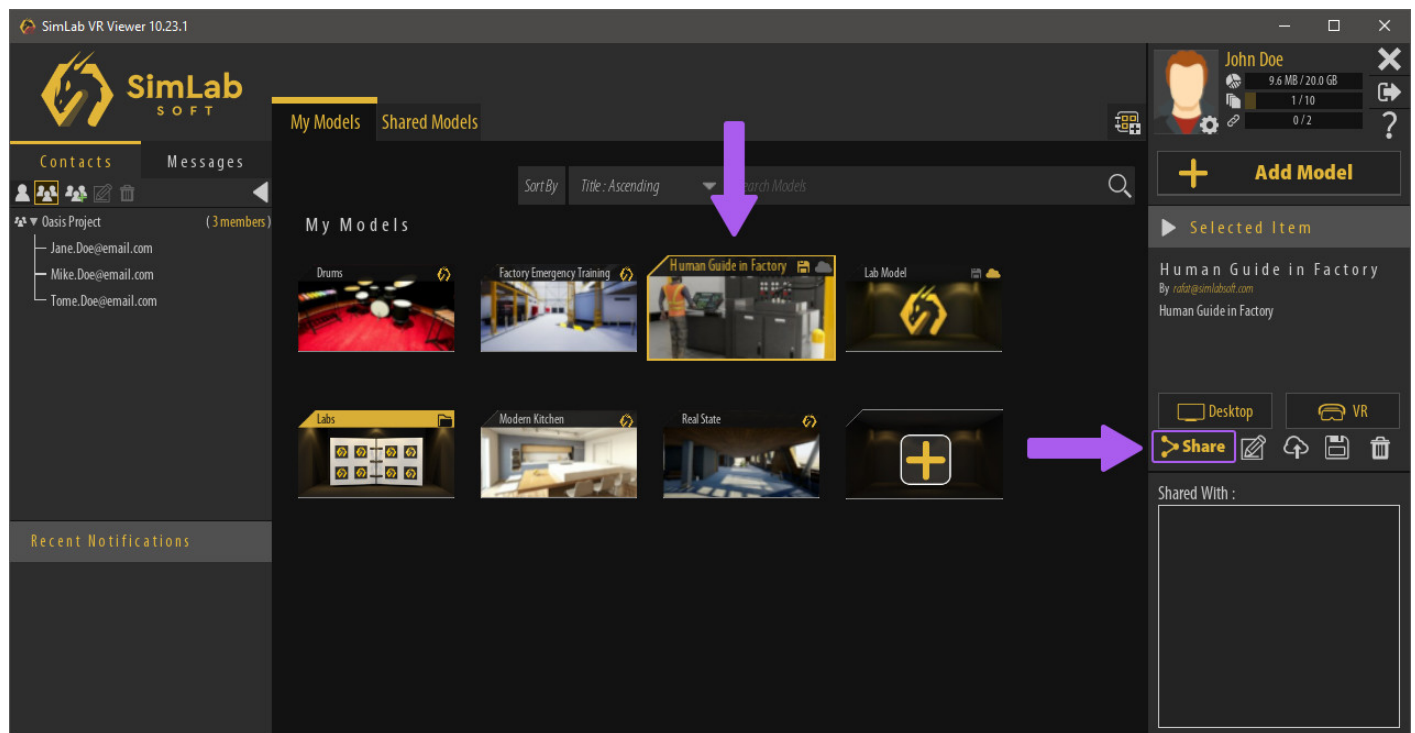 SimLab VR Viewer 10.23.1
SimLab
SOFT
Contacts Messages
Oasis Project (3 members)
Jane.Doe@email.com
Mike.Doe@email.com
Tome.Doe@email.com
Recent Notifications
My Models Shared Models
Sort By Title : Ascending Search Models
My Models
Drums
Factory Emergency Training
Human Guide in Factory
Lab Model
Labs
Modern Kitchen
Real State
John Doe
9.6 MB / 20.0 GB
1 / 10
0 / 2
?
Add Model
Selected Item
Human Guide in Factory
By rafat@simlabsoft.com
Human Guide in Factory
Desktop VR
Share
Shared With :